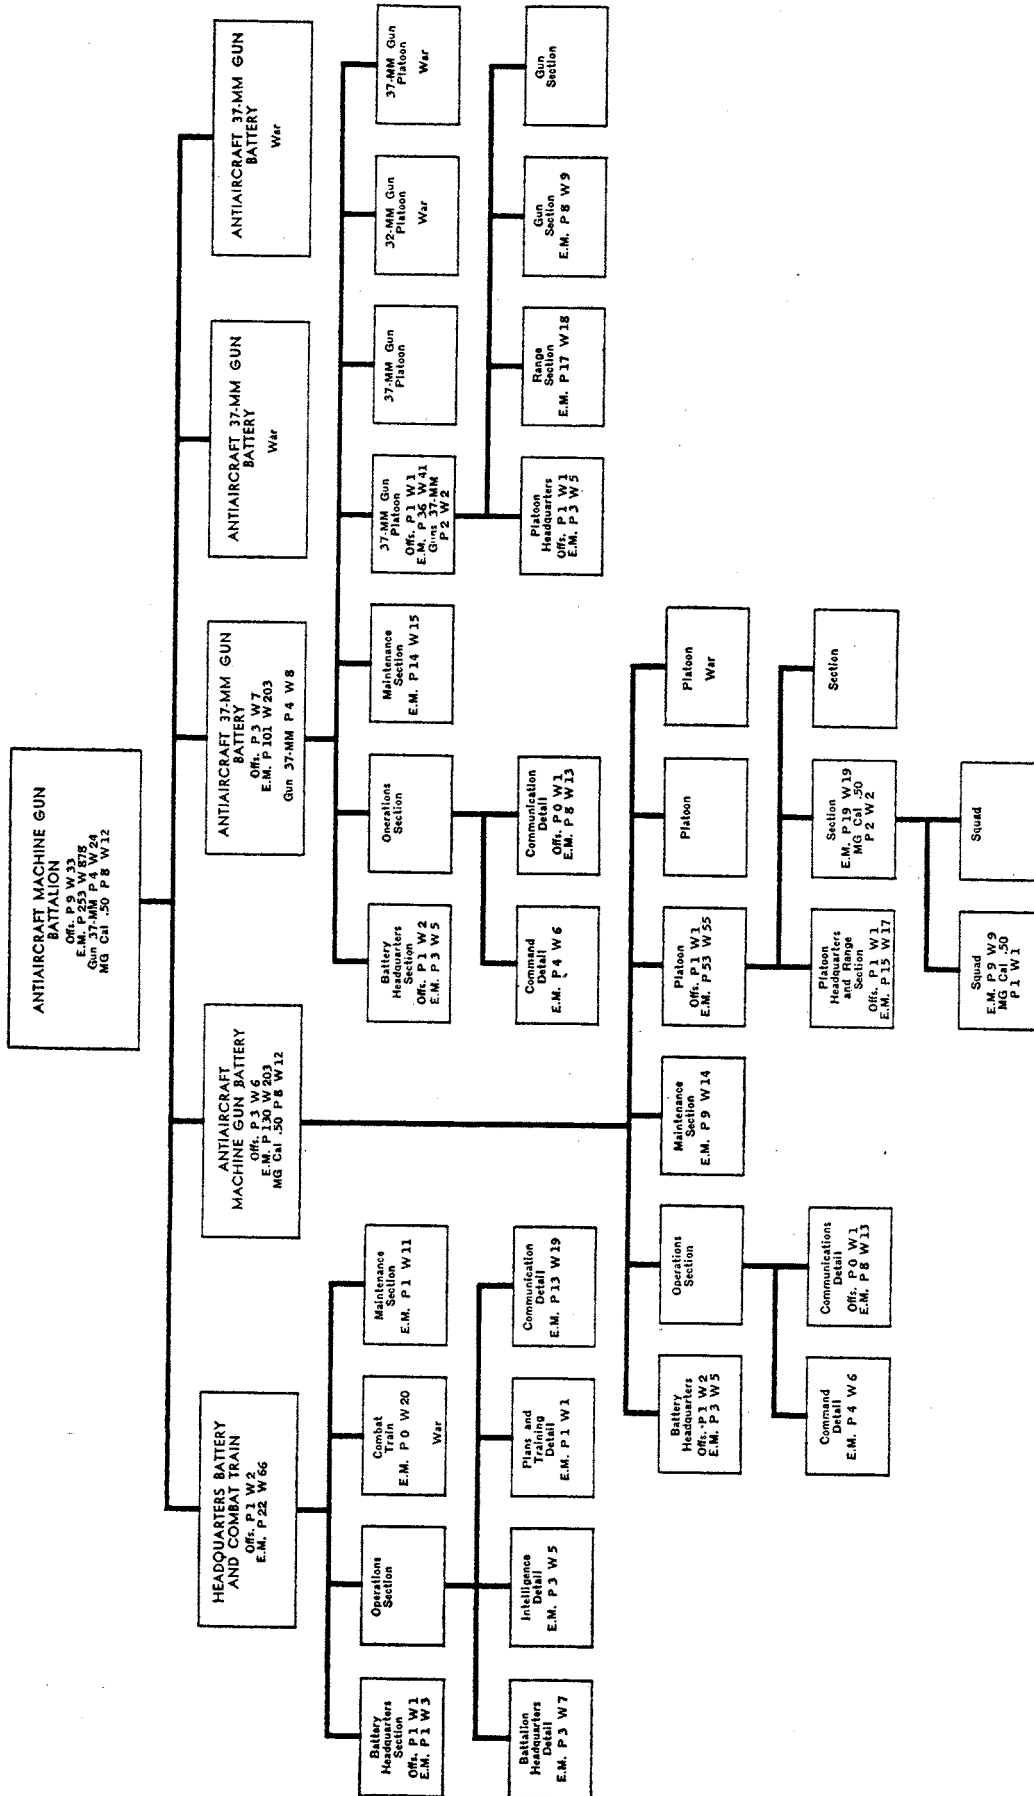 ANTIAIRCRAFT MACHINE GUN
BATTALION
Offs. P 9 W 33
E.M. P 253 W 878
Gun 37-MM P 4 W 24
MG Cal .50 P 8 W 12
HEADQUARTERS BATTERY
AND COMBAT TRAIN
Offs. P 1 W 2
E.M. P 22 W 66
ANTIAIRCRAFT
MACHINE GUN BATTERY
Offs. P 3 W 6
E.M. P 130 W 203
MG Cal .50 P 8 W 12
ANTIAIRCRAFT 37-MM GUN
BATTERY
Offs. P 3 W 7
E.M. P 101 W 203
Gun 37-MM P 4 W 8
ANTIAIRCRAFT 37-MM GUN
BATTERY
War
ANTIAIRCRAFT 37-MM GUN
BATTERY
War
Battery
Headquarters
Section
Offs. P 1 W 1
E.M. P 1 W 3
Operations
Section
Combat
Train
E.M. P 0 W 20
War
Maintenance
Section
E.M. P 1 W 11
Battery
Headquarters
Section
Offs. P 1 W 2
E.M. P 3 W 5
Onerations
Section
Maintenance
Section
E.M. P 14 W 15
37-MM Gun
Platoon
Offs. P 1 W 1
E.M. P 36 W 41
Guns 37-MM
P 2 W 2
37-MM Gun
Platoon
32-MM Gun
Platoon
War
37-MM Gun
Platoon
War
Battalion
Headquarters
Detail
E.M. P 3 W 7
Intelligence
Detail
E.M. P 3 W 5
Plans and
Training
Detail
E.M. P 1 W 1
Communication
Detail
E.M. P 13 W 19
Command
Detail
E.M. P 4 W 6
Communication
Detail
Offs. P 0 W 1
E.M. P 8 W 13
Platoon
Headquarters
Offs. P 1 W 1
E.M. P 3 W 5
Range
Section
E.M. P 17 W 18
Gun
Section
E.M. P 8 W 9
Gun
Section
Battery
Headquarters
Offs. P 1 W 2
E.M. P 3 W 5
Operations
Section
Maintenance
Section
E.M. P 9 W 14
Platoon
Offs. P 1 W 1
E.M. P 53 W 55
Platoon
Platoon
War
Command
Detail
E.M. P 4 W 6
Communications
Detail
Offs. P 0 W 1
E.M. P 8 W 13
Platoon
Headquarters
and Range
Section
Offs. P 1 W 1
E.M. P 15 W 17
Section
E.M. P 19 W 19
MG Cal .50
P 2 W 2
Section
Squad
E.M. P 9 W 9
MG Cal .50
P 1 W 1
Squad